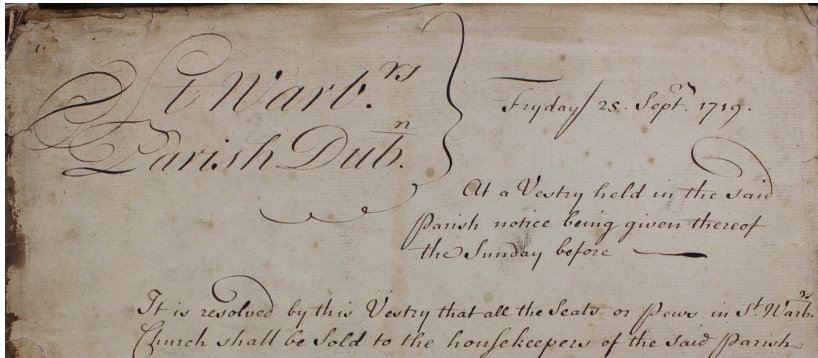 St Warb.rs
Parish Dub.n
Fryday 25. Sept. 1719.
At a Vestry held in the said
Parish notice being given thereof
the Sunday before
It is resolved by this Vestry that all the Seats or Pews in St. Warb.rs
Church shall be Sold to the housekeepers of the said Parish